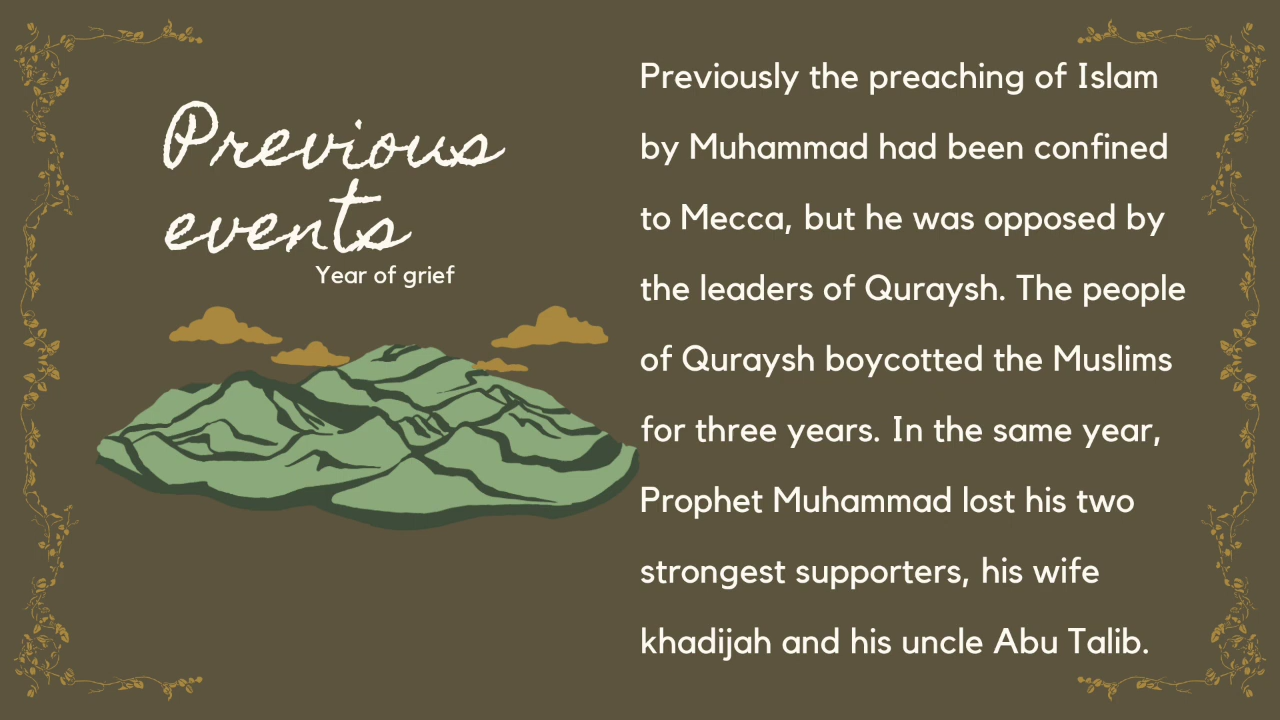 Previous
events
Year of grief
Previously the preaching of Islam
by Muhammad had been confined
to Mecca, but he was opposed by
the leaders of Quraysh. The people
of Quraysh boycotted the Muslims
for three years. In the same year,
Prophet Muhammad lost his two
strongest supporters, his wife
khadijah and his uncle Abu Talib.